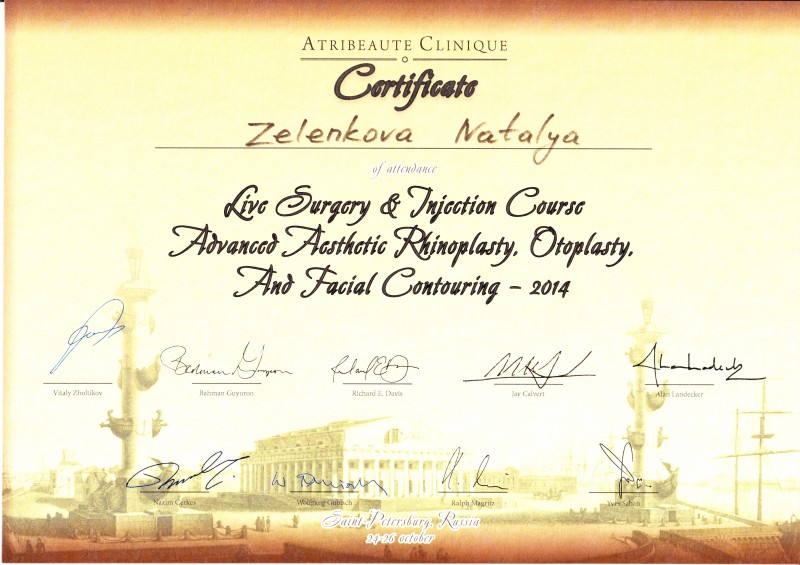 ATRIBEAUTE CLINIQUE
Certificate
Zelenkova Natalya
of attendance
Live Surgery & Injection Course
Advanced Aesthetic Rhinoplasty, Otoplasty,
And Facial Contouring – 2014
Vitaly Zholtikov
Bahman Guyuron
Richard E. Davis
Jay Calvert
Alan Landecker
Nazim Cerkes
Wolfgang Gubisch
Ralph Magritz
Yves Saban
Saint-Petersburg, Russia
24-26 october